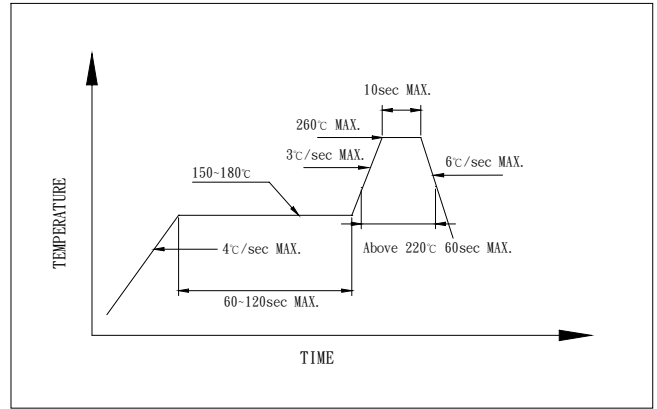 10sec MAX.
260℃ MAX.
3℃/sec MAX.
6℃/sec MAX.
150~180℃
4℃/sec MAX.
Above 220℃ 60sec MAX.
60~120sec MAX.
TEMPERATURE
TIME